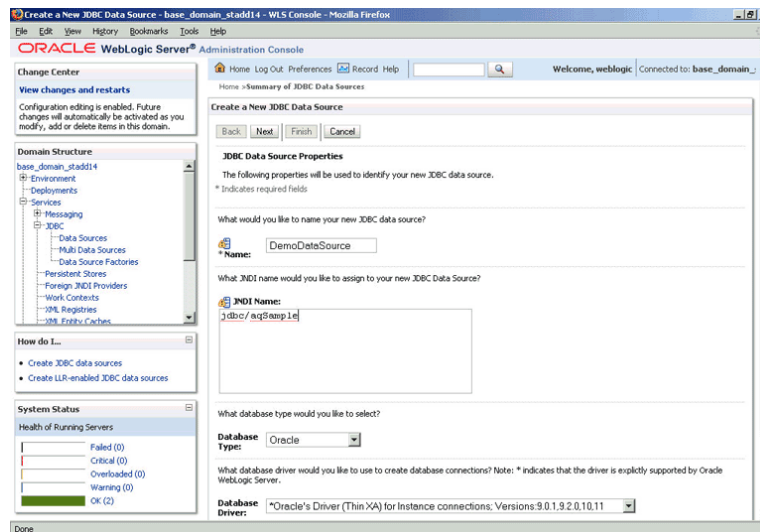 Create a New JDBC Data Source - base_domain_stadd14 - WLS Console - Mozilla Firefox
File Edit View History Bookmarks Tools Help
ORACLE WebLogic Server® Administration Console
Change Center
View changes and restarts
Configuration editing is enabled. Future
changes will automatically be activated as you
modify, add or delete items in this domain.
Domain Structure
base_domain_stadd14
Environment
Deployments
Services
Messaging
JDBC
Data Sources
Multi Data Sources
Data Source Factories
Persistent Stores
Foreign JNDI Providers
Work Contexts
XML Registries
XML Entity Caches
How do I...
Create JDBC data sources
Create LLR-enabled JDBC data sources
System Status
Health of Running Servers
Failed (0)
Critical (0)
Overloaded (0)
Warning (0)
OK (2)
Home Log Out Preferences Record Help
Welcome, weblogic Connected to: base_domain_
Home >Summary of JDBC Data Sources
Create a New JDBC Data Source
Back Next Finish Cancel
JDBC Data Source Properties
The following properties will be used to identify your new JDBC data source.
* Indicates required fields
What would you like to name your new JDBC data source?
* Name: DemoDataSource
What JNDI name would you like to assign to your new JDBC Data Source?
JNDI Name:
jdbc/aqSample
What database type would you like to select?
Database Type: Oracle
What database driver would you like to use to create database connections? Note: * indicates that the driver is explictly supported by Oracle
WebLogic Server.
Database Driver: *Oracle's Driver (Thin XA) for Instance connections; Versions:9.0.1,9.2.0,10,11
Done